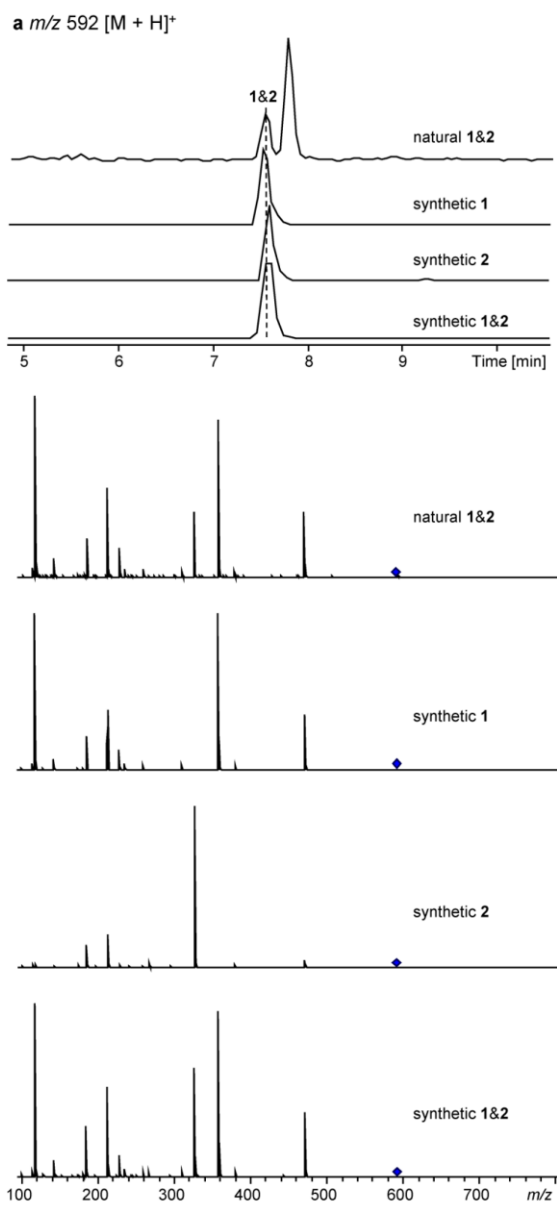 a m/z 592 [M + H]⁺
1&2
natural 1&2
synthetic 1
synthetic 2
synthetic 1&2
5 6 7 8 9 Time [min]
natural 1&2
synthetic 1
synthetic 2
synthetic 1&2
100 200 300 400 500 600 700 m/z